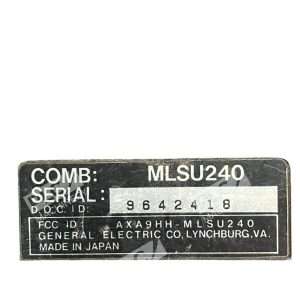 COMB: MLSU240
SERIAL: 9642418
D.O.C. ID:
FCC ID: AXA9HH-MLSU240
GENERAL ELECTRIC CO. LYNCHBURG, VA.
MADE IN JAPAN